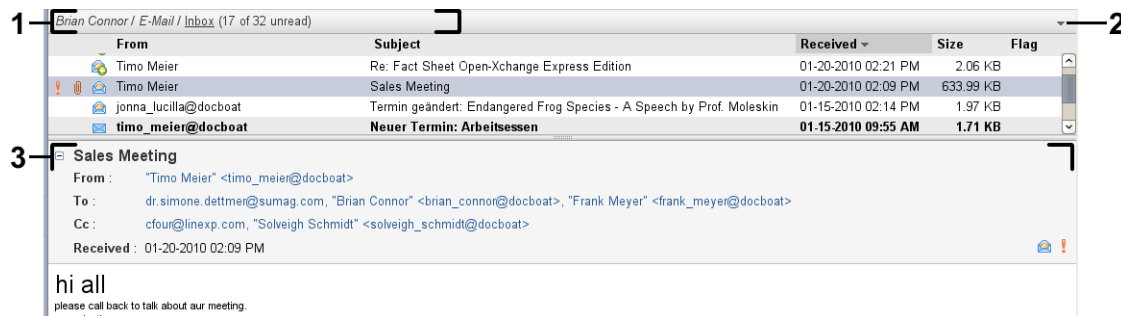 1 Brian Connor / E-Mail / Inbox (17 of 32 unread) 2
From Subject Received Size Flag
Timo Meier Re: Fact Sheet Open-Xchange Express Edition 01-20-2010 02:21 PM 2.06 KB
Timo Meier Sales Meeting 01-20-2010 02:09 PM 633.99 KB
jonna_lucilla@docboat Termin geändert: Endangered Frog Species - A Speech by Prof. Moleskin 01-15-2010 02:14 PM 1.97 KB
timo_meier@docboat Neuer Termin: Arbeitsessen 01-15-2010 09:55 AM 1.71 KB
3 Sales Meeting
From : "Timo Meier" <timo_meier@docboat>
To : dr.simone.dettmer@sumag.com, "Brian Connor" <brian_connor@docboat>, "Frank Meyer" <frank_meyer@docboat>
Cc : cfour@linexp.com, "Solveigh Schmidt" <solveigh_schmidt@docboat>
Received : 01-20-2010 02:09 PM
hi all
please call back to talk about aur meeting.